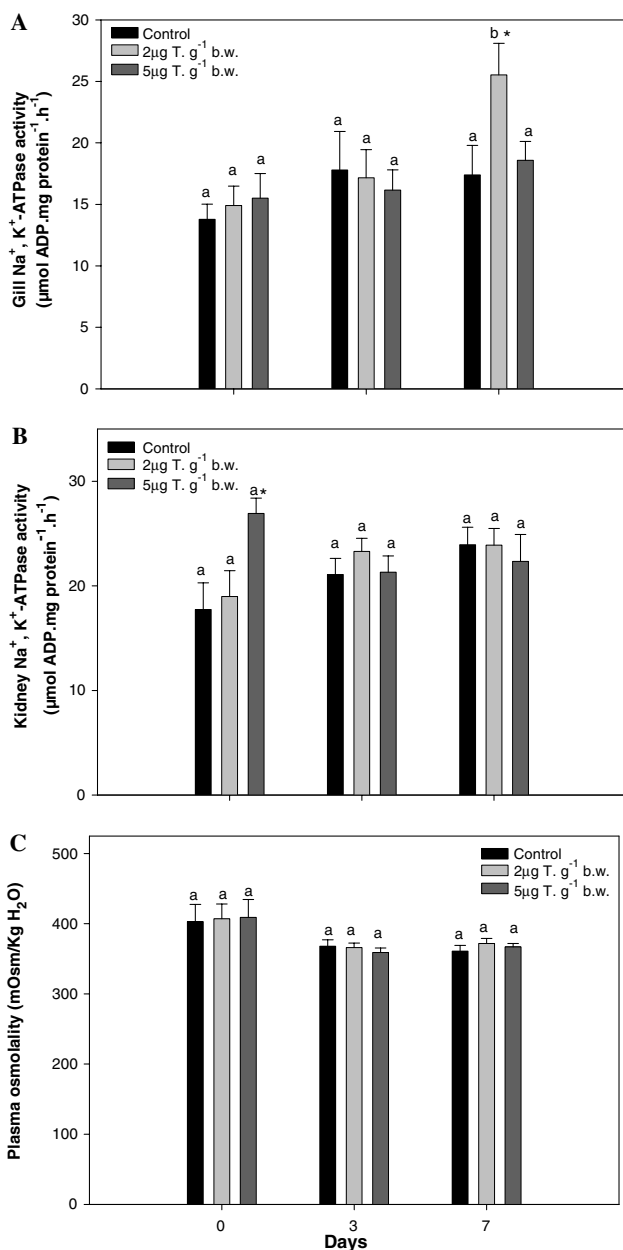 A
Gill Na⁺, K⁺-ATPase activity
(µmol ADP.mg protein⁻¹.h⁻¹)
30
25
20
15
10
5
0
Control
2µg T. g⁻¹ b.w.
5µg T. g⁻¹ b.w.
a
a
a
a
a
a
a
b *
a
B
Kidney Na⁺, K⁺-ATPase activity
(µmol ADP.mg protein⁻¹.h⁻¹)
30
20
10
0
Control
2µg T. g⁻¹ b.w.
5µg T. g⁻¹ b.w.
a
a
a*
a
a
a
a
a
a
C
Plasma osmolality (mOsm/Kg H₂O)
500
400
300
200
100
0
Control
2µg T. g⁻¹ b.w.
5µg T. g⁻¹ b.w.
a
a
a
a
a
a
a
a
a
0
3
7
Days